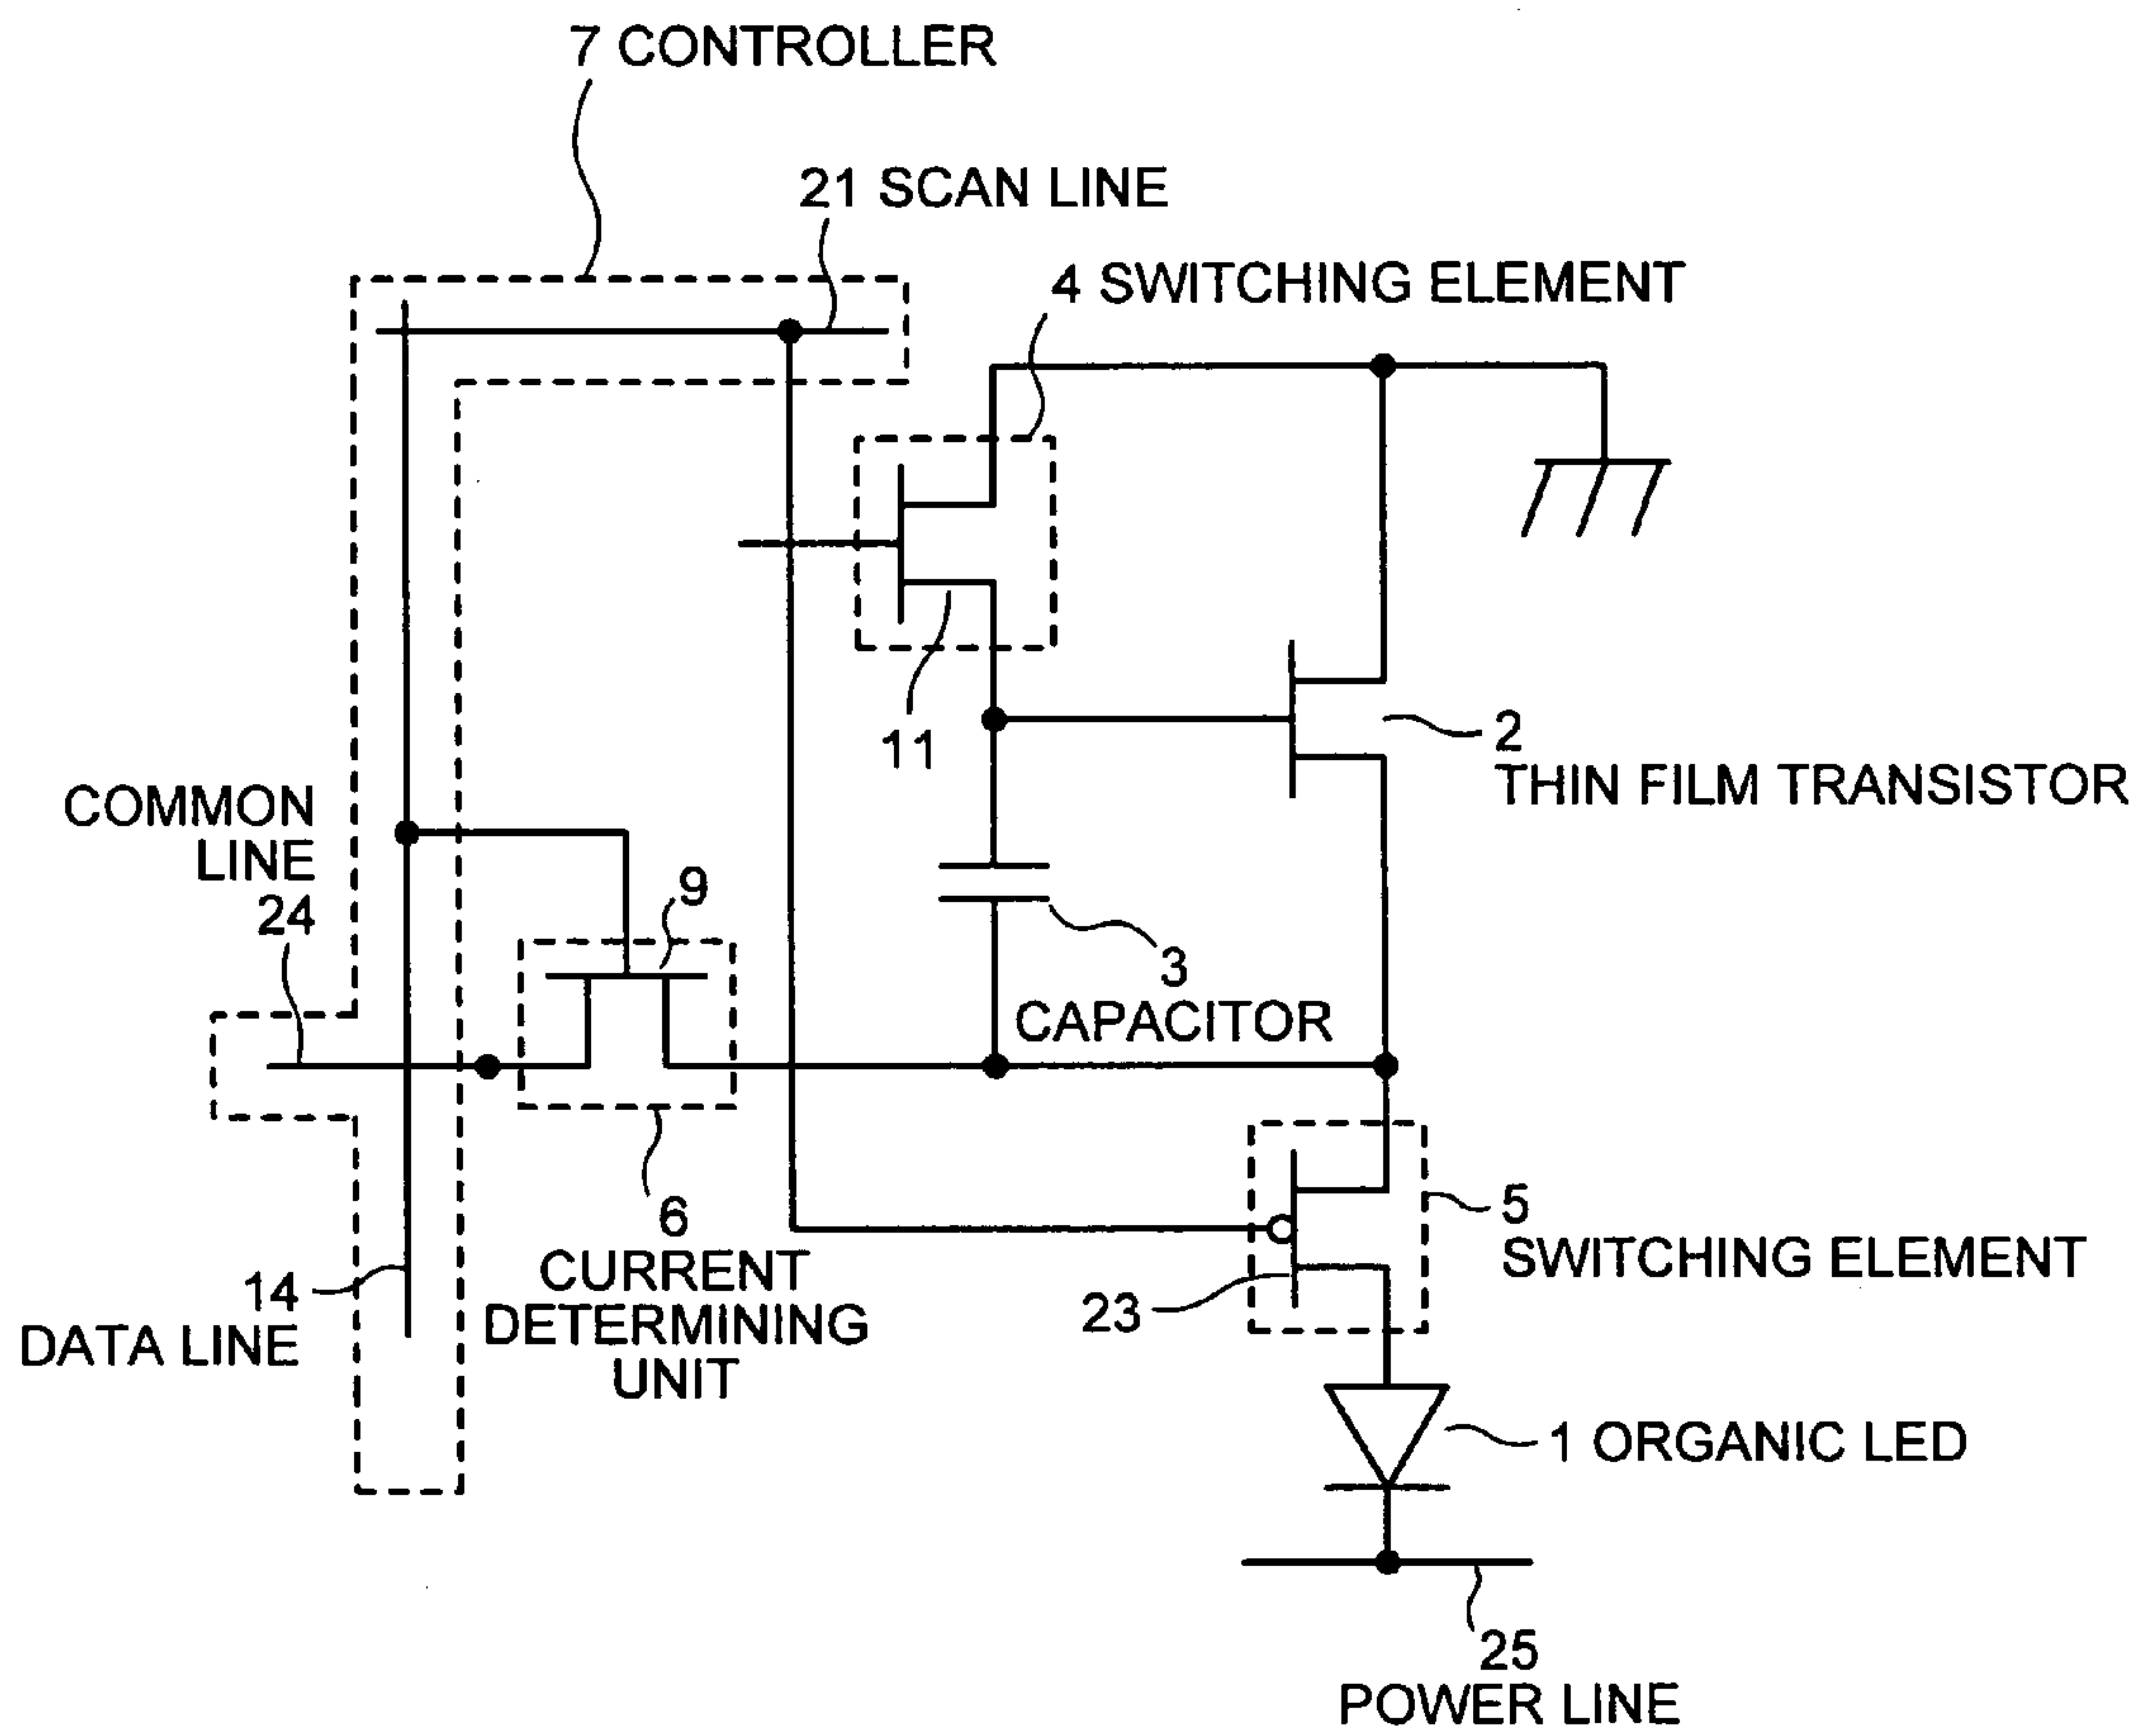 7 CONTROLLER
21 SCAN LINE
4 SWITCHING ELEMENT
11
2
THIN FILM TRANSISTOR
COMMON
LINE
24
9
3
CAPACITOR
6
CURRENT
DETERMINING
UNIT
5
SWITCHING ELEMENT
23
14
DATA LINE
1 ORGANIC LED
25
POWER LINE